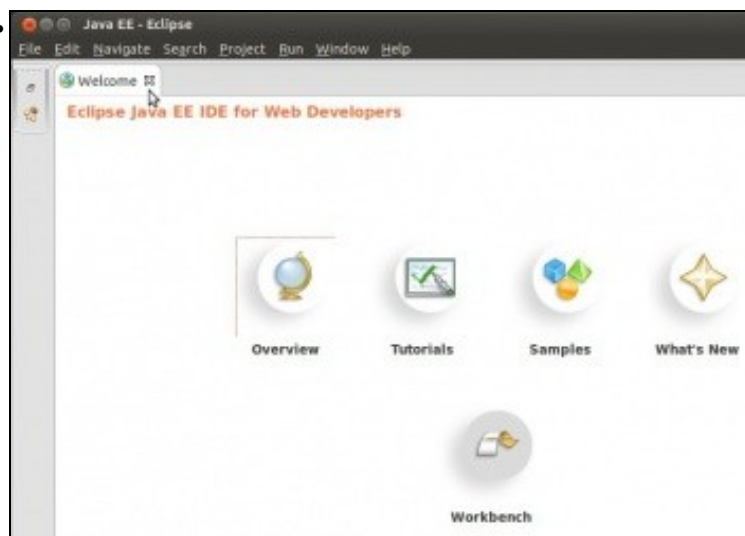 Java EE - Eclipse
File Edit Navigate Search Project Run Window Help
Welcome
Eclipse Java EE IDE for Web Developers
Overview Tutorials Samples What's New
Workbench